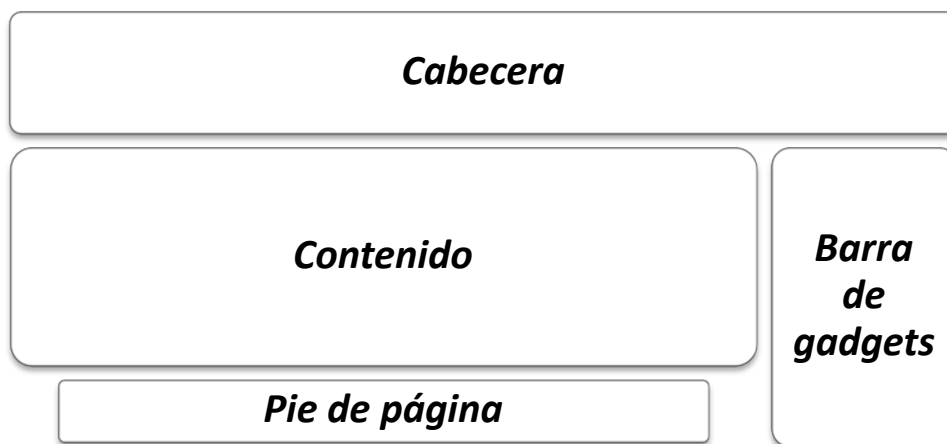 Cabecera
Contenido
Barra
de
gadgets
Pie de página